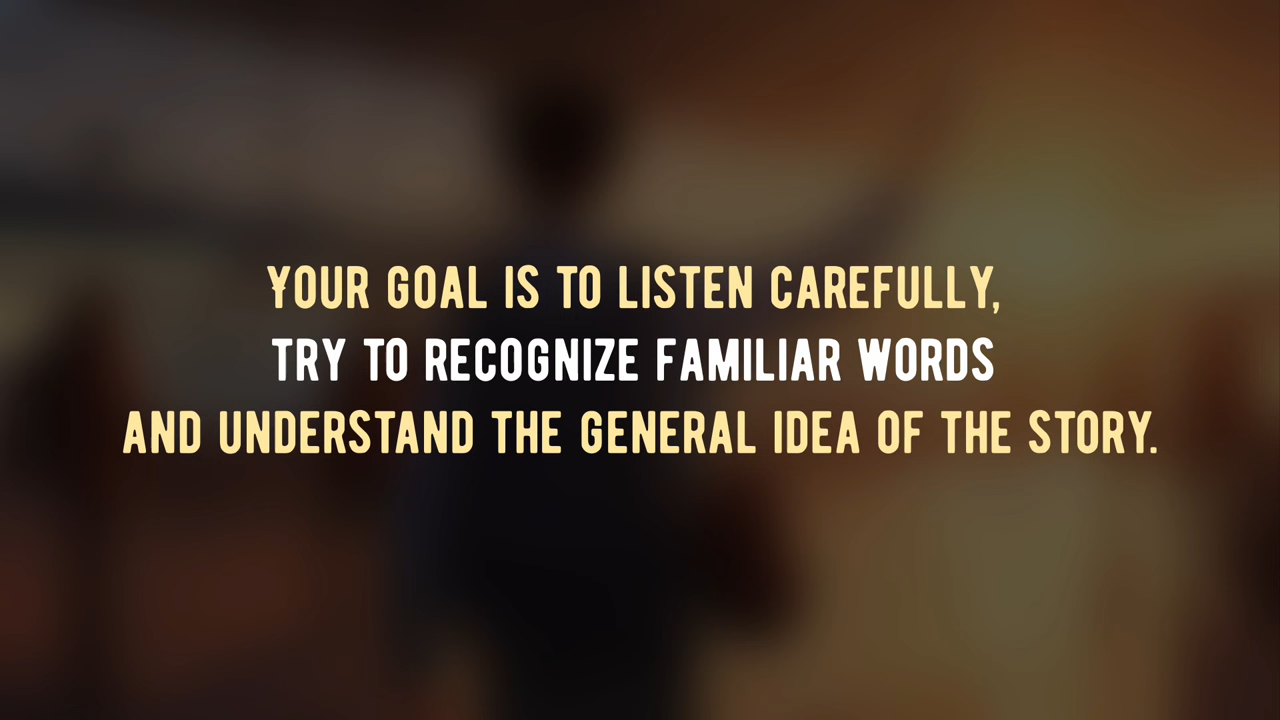 YOUR GOAL IS TO LISTEN CAREFULLY,
TRY TO RECOGNIZE FAMILIAR WORDS
AND UNDERSTAND THE GENERAL IDEA OF THE STORY.